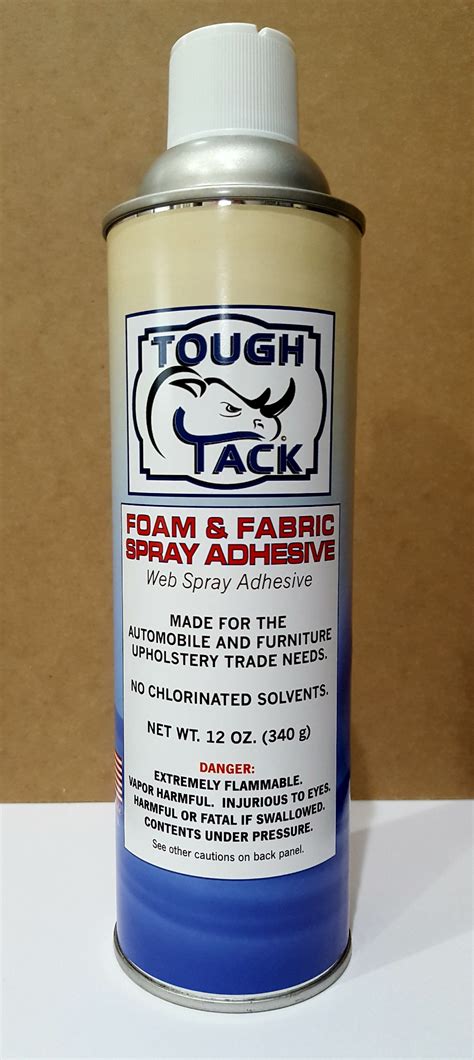 TOUGH
TACK
©
FOAM & FABRIC
SPRAY ADHESIVE
Web Spray Adhesive
MADE FOR THE
AUTOMOBILE AND FURNITURE
UPHOLSTERY TRADE NEEDS.
NO CHLORINATED SOLVENTS.
NET WT. 12 OZ. (340 g)
DANGER:
EXTREMELY FLAMMABLE.
VAPOR HARMFUL. INJURIOUS TO EYES.
HARMFUL OR FATAL IF SWALLOWED.
CONTENTS UNDER PRESSURE.
See other cautions on back panel.